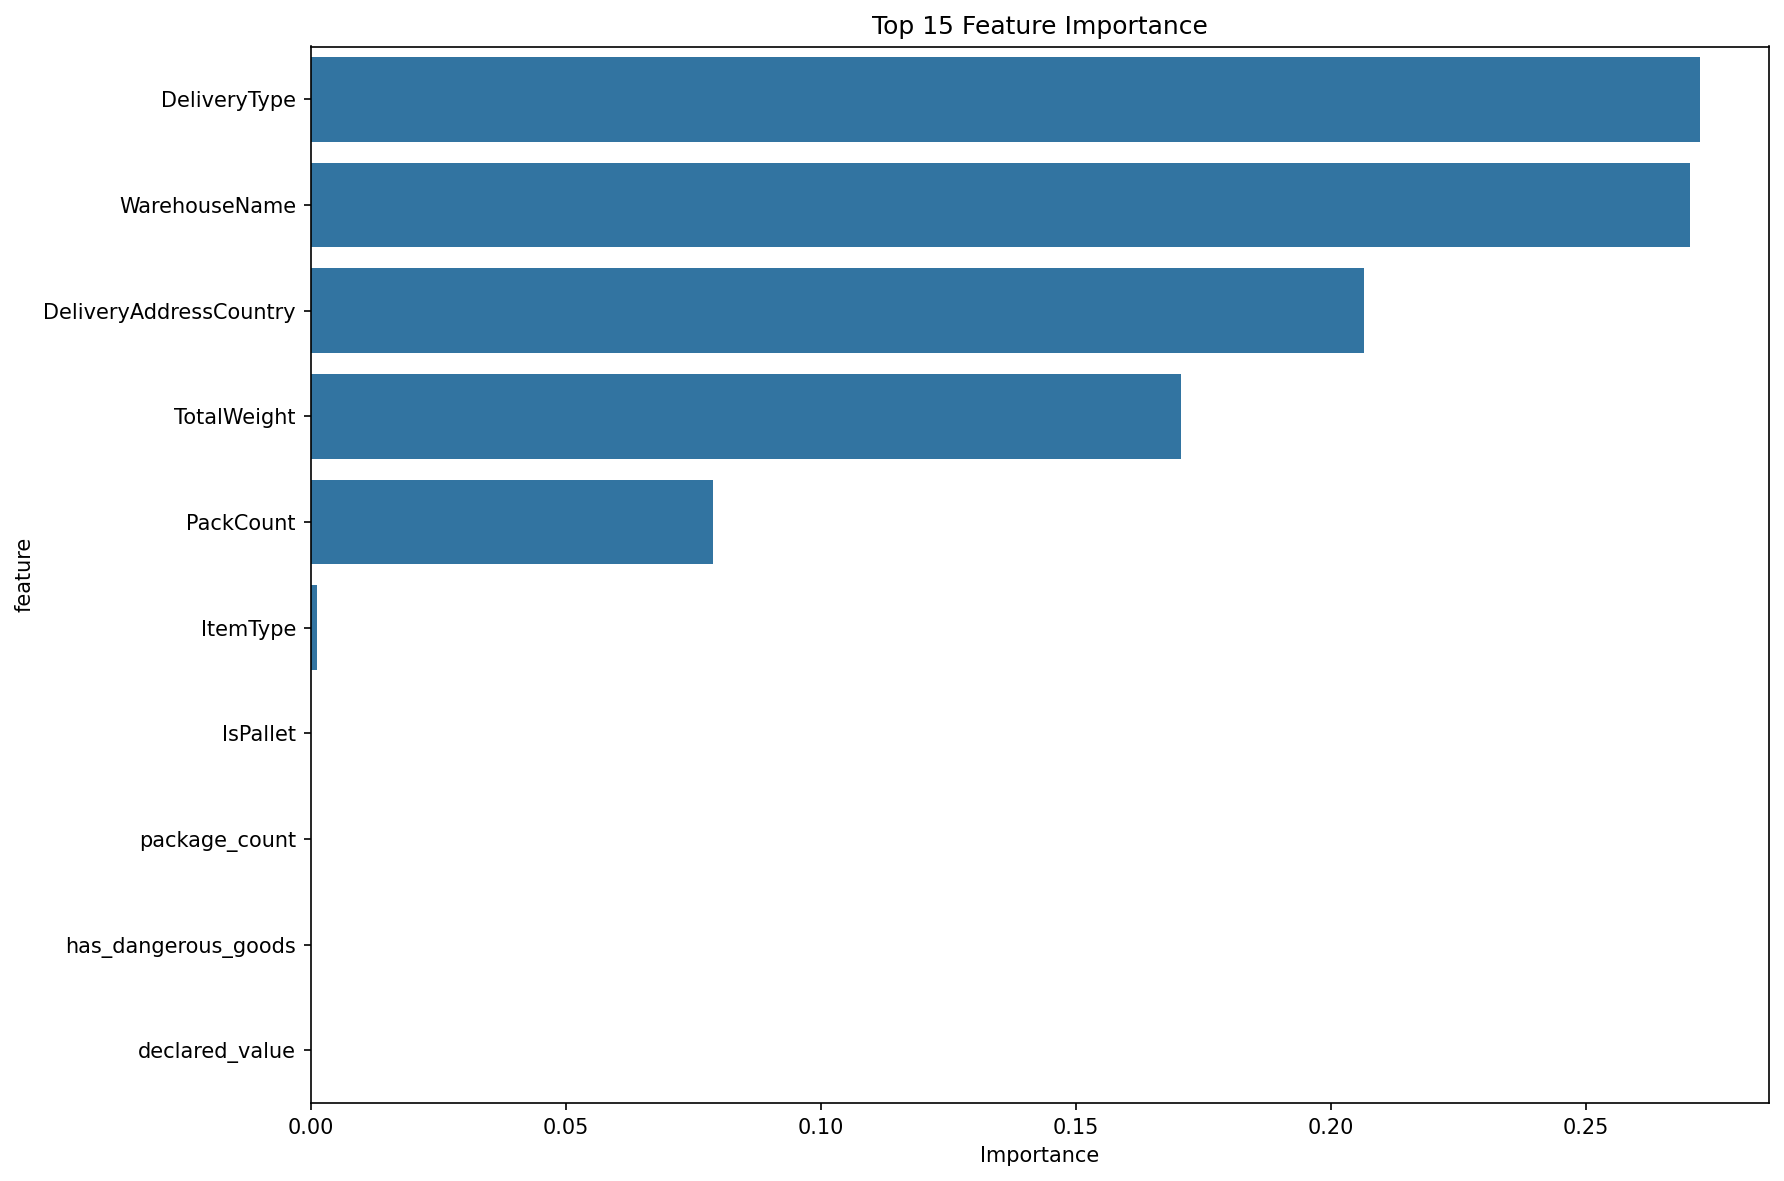 Top 15 Feature Importance
DeliveryType
WarehouseName
DeliveryAddressCountry
TotalWeight
PackCount
ItemType
IsPallet
package_count
has_dangerous_goods
declared_value
feature
0.00 0.05 0.10 0.15 0.20 0.25
Importance